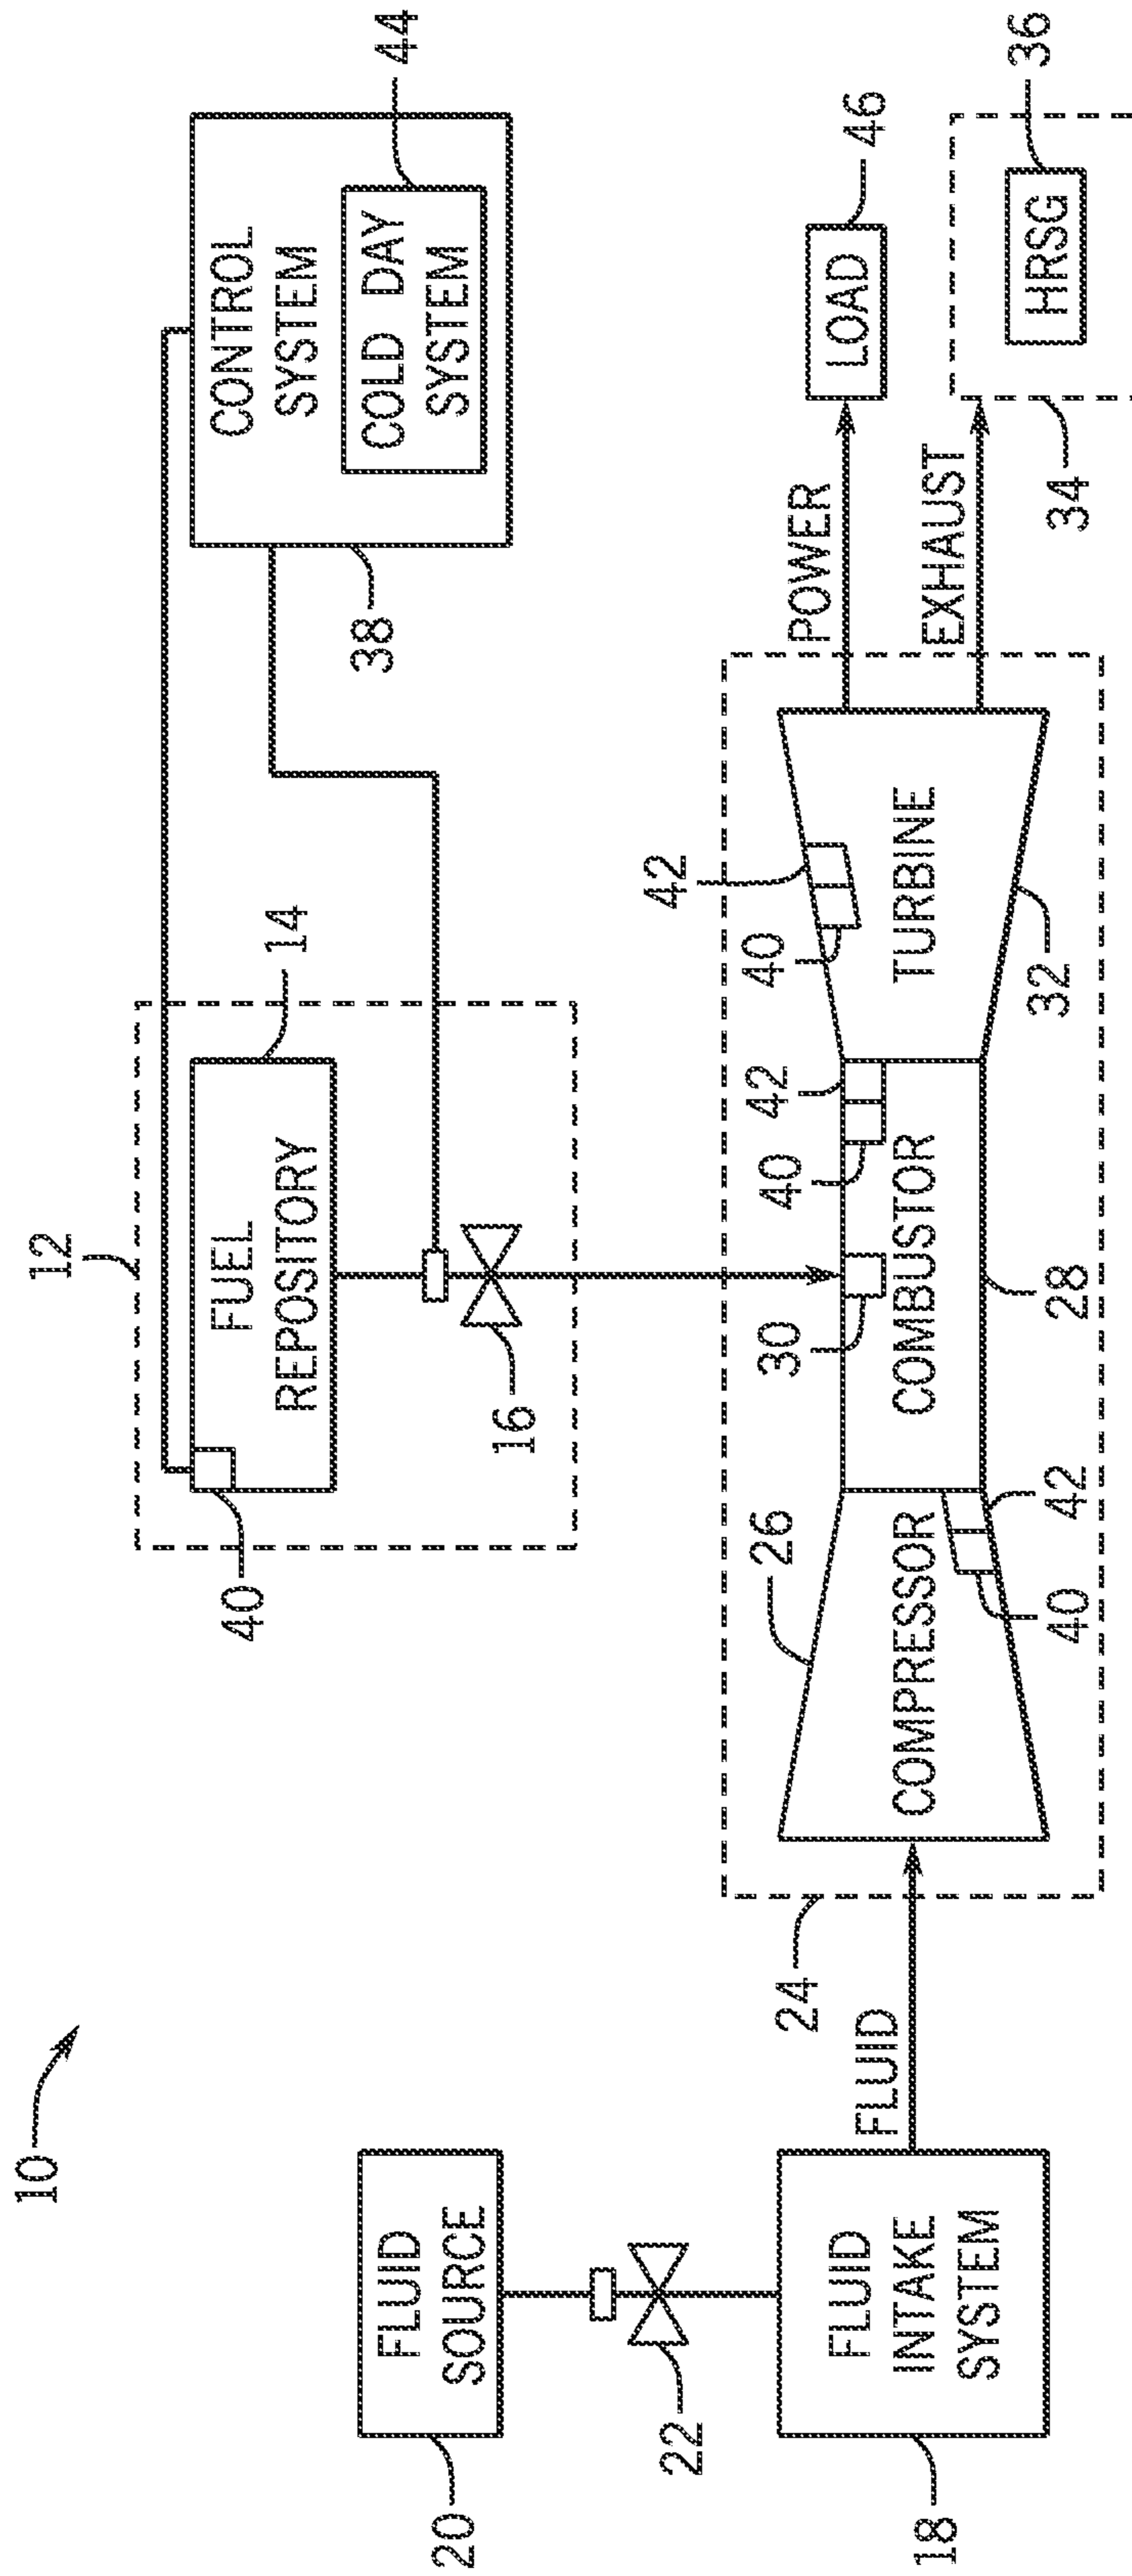 10
12
FUEL
REPOSITORY
14
16
40
CONTROL
SYSTEM
COLD DAY
SYSTEM
44
38
FLUID
SOURCE
20
22
FLUID
INTAKE
SYSTEM
18
FLUID
24
26
COMPRESSOR
40
42
30
COMBUSTOR
28
40
42
40
42
TURBINE
32
POWER
LOAD
46
EXHAUST
HRSG
36
34